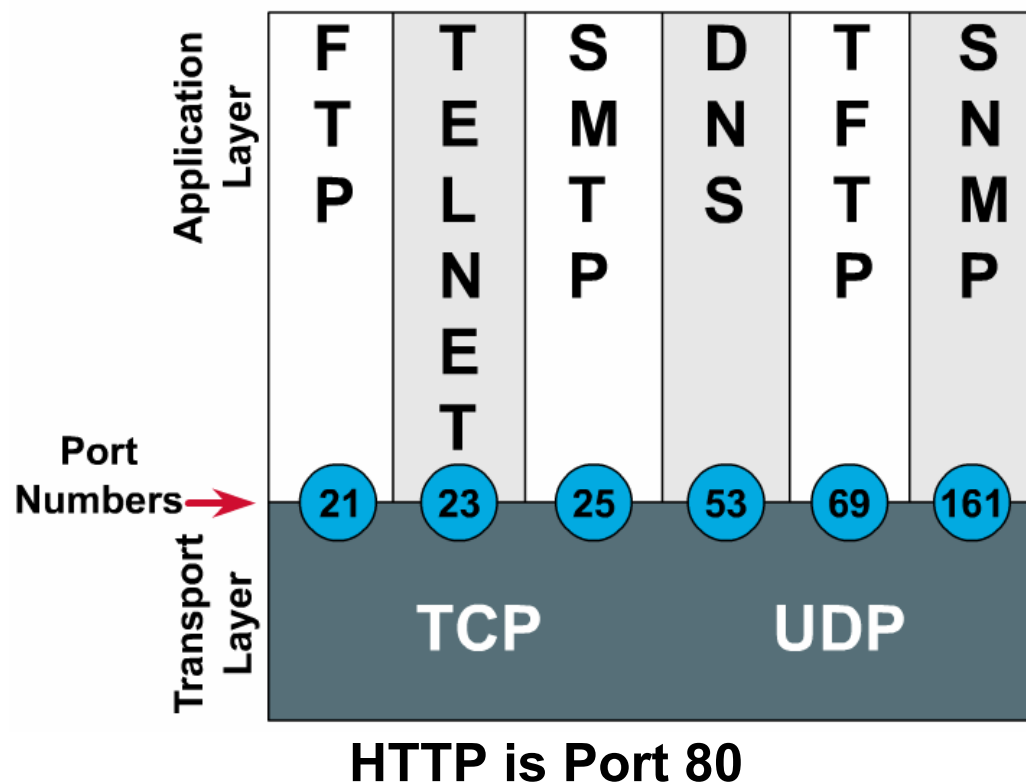 Application
Layer
FTP
TELNET
SMTP
DNS
TFTP
SNMP
Port
Numbers
21 23 25 53 69 161
Transport
Layer
TCP UDP
HTTP is Port 80